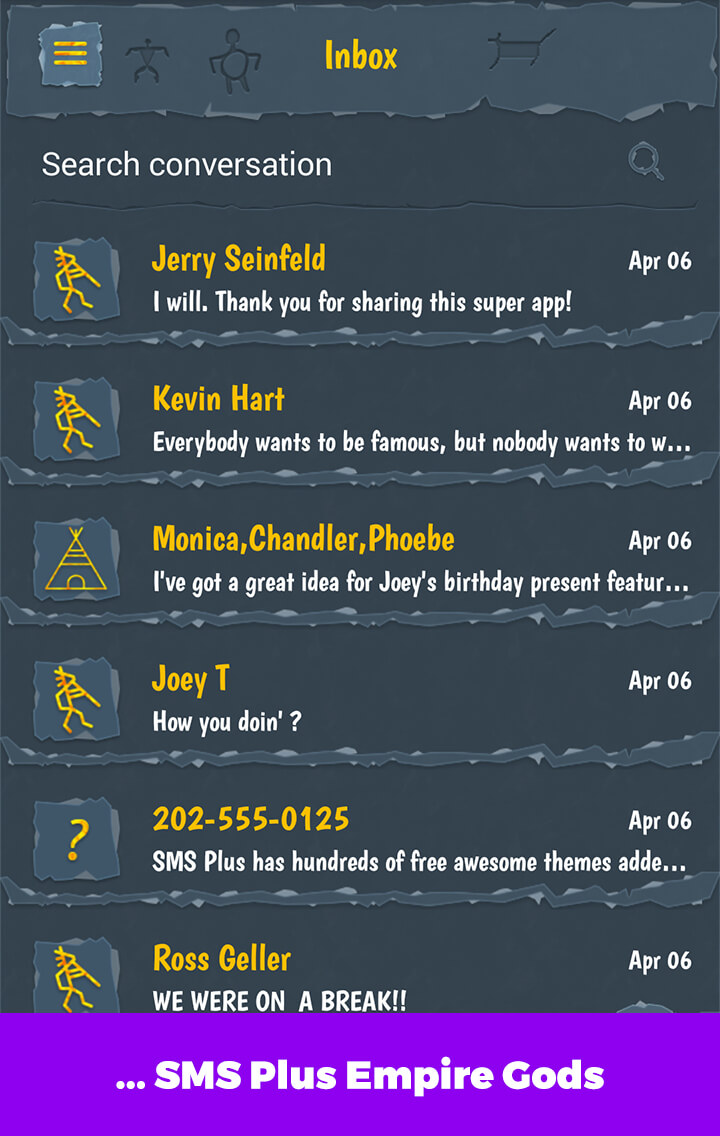 Inbox
Search conversation
Jerry Seinfeld
Apr 06
I will. Thank you for sharing this super app!
Kevin Hart
Apr 06
Everybody wants to be famous, but nobody wants to w...
Monica,Chandler,Phoebe
Apr 06
I've got a great idea for Joey's birthday present featur...
Joey T
Apr 06
How you doin' ?
202-555-0125
Apr 06
SMS Plus has hundreds of free awesome themes adde...
Ross Geller
Apr 06
WE WERE ON A BREAK!!
?
... SMS Plus Empire Gods